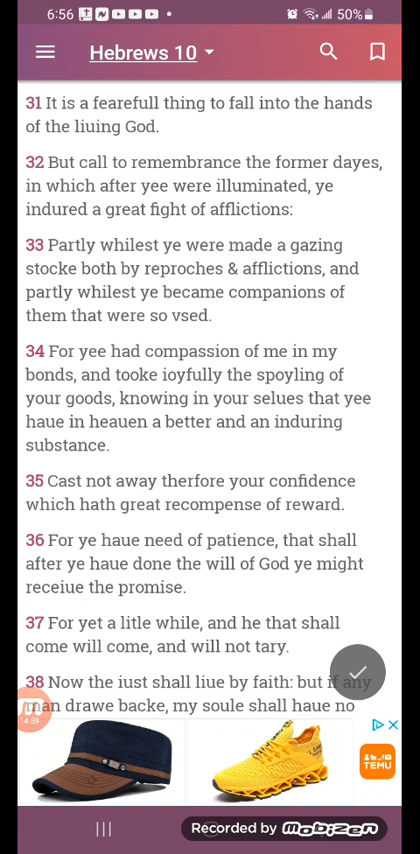 6:56
50%
Hebrews 10
31 It is a fearefull thing to fall into the hands
of the liuing God.
32 But call to remembrance the former dayes,
in which after yee were illuminated, ye
indured a great fight of afflictions:
33 Partly whilest ye were made a gazing
stocke both by reproches & afflictions, and
partly whilest ye became companions of
them that were so vsed.
34 For yee had compassion of me in my
bonds, and tooke ioyfully the spoyling of
your goods, knowing in your selues that yee
haue in heauen a better and an induring
substance.
35 Cast not away therfore your confidence
which hath great recompense of reward.
36 For ye haue need of patience, that shall
after ye haue done the will of God ye might
receiue the promise.
37 For yet a litle while, and he that shall
come will come, and will not tary.
38 Now the iust shall liue by faith: but if any
man drawe backe, my soule shall haue no
14:59
TEMU
Recorded by mobizen